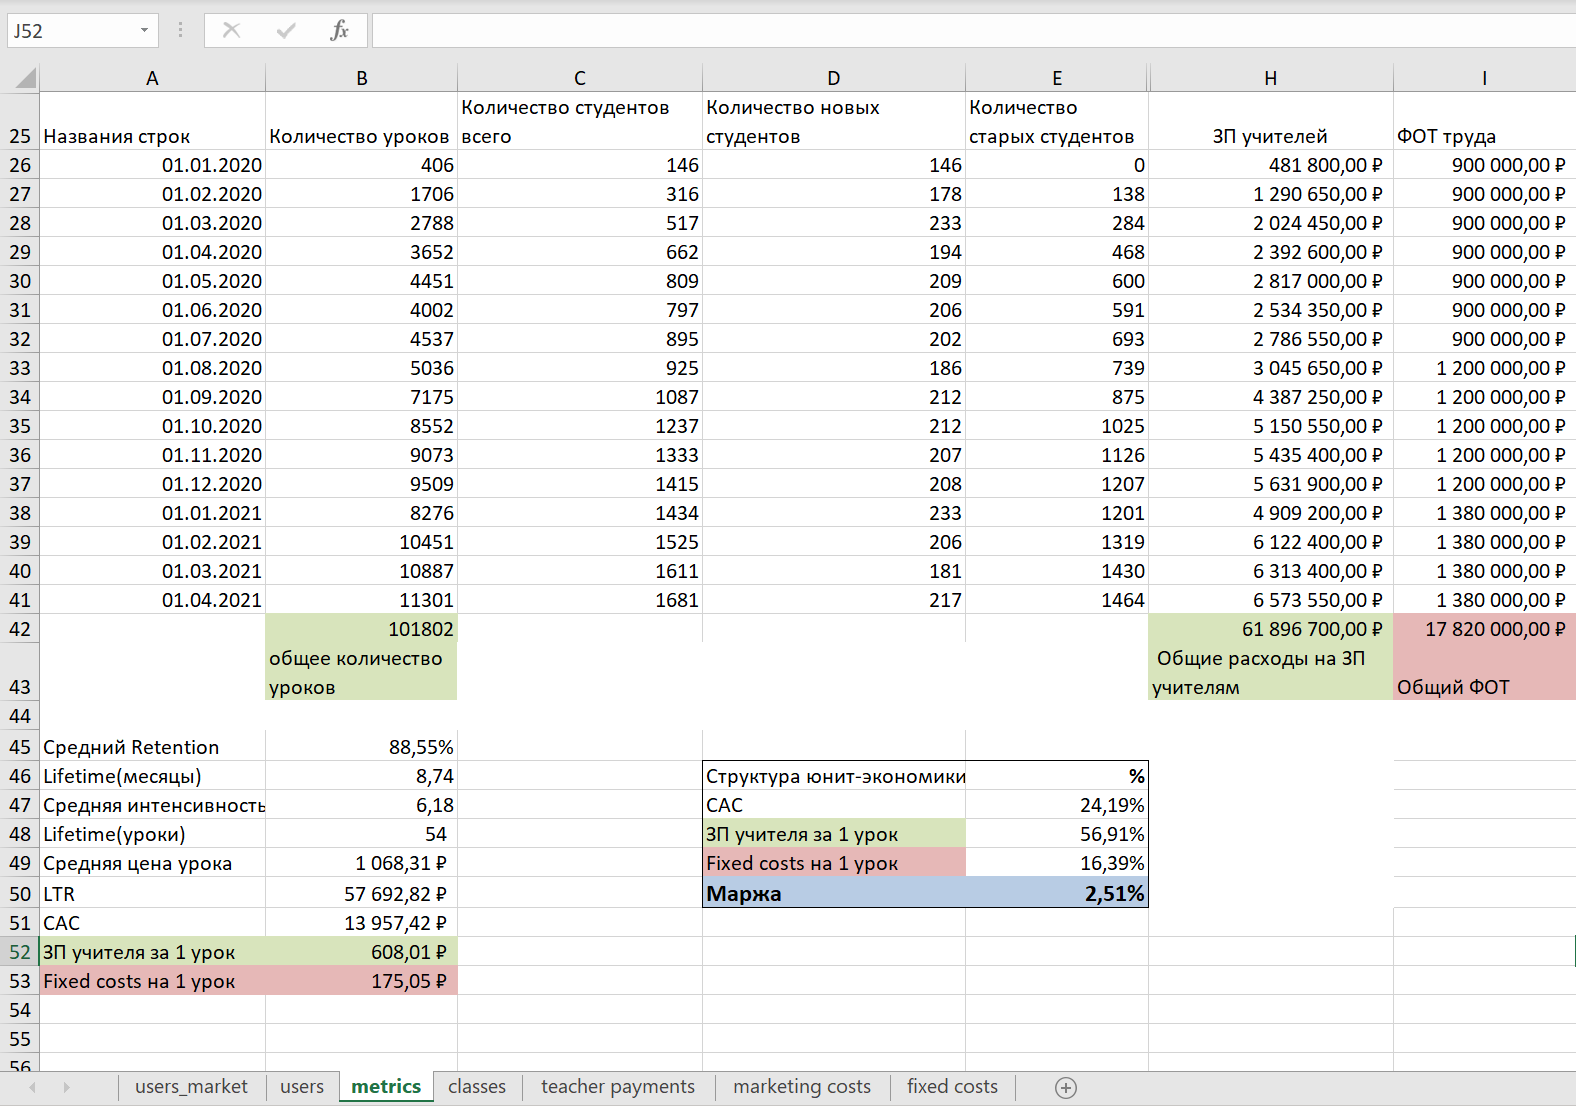 J52 fx
A B C D E H I
Количество студентов Количество новых Количество
25 Названия строк Количество уроков всего студентов старых студентов ЗП учителей ФОТ труда
26 01.01.2020 406 146 146 0 481 800,00 ₽ 900 000,00 ₽
27 01.02.2020 1706 316 178 138 1 290 650,00 ₽ 900 000,00 ₽
28 01.03.2020 2788 517 233 284 2 024 450,00 ₽ 900 000,00 ₽
29 01.04.2020 3652 662 194 468 2 392 600,00 ₽ 900 000,00 ₽
30 01.05.2020 4451 809 209 600 2 817 000,00 ₽ 900 000,00 ₽
31 01.06.2020 4002 797 206 591 2 534 350,00 ₽ 900 000,00 ₽
32 01.07.2020 4537 895 202 693 2 786 550,00 ₽ 900 000,00 ₽
33 01.08.2020 5036 925 186 739 3 045 650,00 ₽ 1 200 000,00 ₽
34 01.09.2020 7175 1087 212 875 4 387 250,00 ₽ 1 200 000,00 ₽
35 01.10.2020 8552 1237 212 1025 5 150 550,00 ₽ 1 200 000,00 ₽
36 01.11.2020 9073 1333 207 1126 5 435 400,00 ₽ 1 200 000,00 ₽
37 01.12.2020 9509 1415 208 1207 5 631 900,00 ₽ 1 200 000,00 ₽
38 01.01.2021 8276 1434 233 1201 4 909 200,00 ₽ 1 380 000,00 ₽
39 01.02.2021 10451 1525 206 1319 6 122 400,00 ₽ 1 380 000,00 ₽
40 01.03.2021 10887 1611 181 1430 6 313 400,00 ₽ 1 380 000,00 ₽
41 01.04.2021 11301 1681 217 1464 6 573 550,00 ₽ 1 380 000,00 ₽
42 101802 61 896 700,00 ₽ 17 820 000,00 ₽
общее количество Общие расходы на ЗП
43 уроков учителям Общий ФОТ
44
45 Средний Retention 88,55%
46 Lifetime(месяцы) 8,74 Структура юнит-экономики %
47 Средняя интенсивность 6,18 CAC 24,19%
48 Lifetime(уроки) 54 ЗП учителя за 1 урок 56,91%
49 Средняя цена урока 1 068,31 ₽ Fixed costs на 1 урок 16,39%
50 LTR 57 692,82 ₽ Маржа 2,51%
51 CAC 13 957,42 ₽
52 ЗП учителя за 1 урок 608,01 ₽
53 Fixed costs на 1 урок 175,05 ₽
54
55
56
users_market users metrics classes teacher payments marketing costs fixed costs